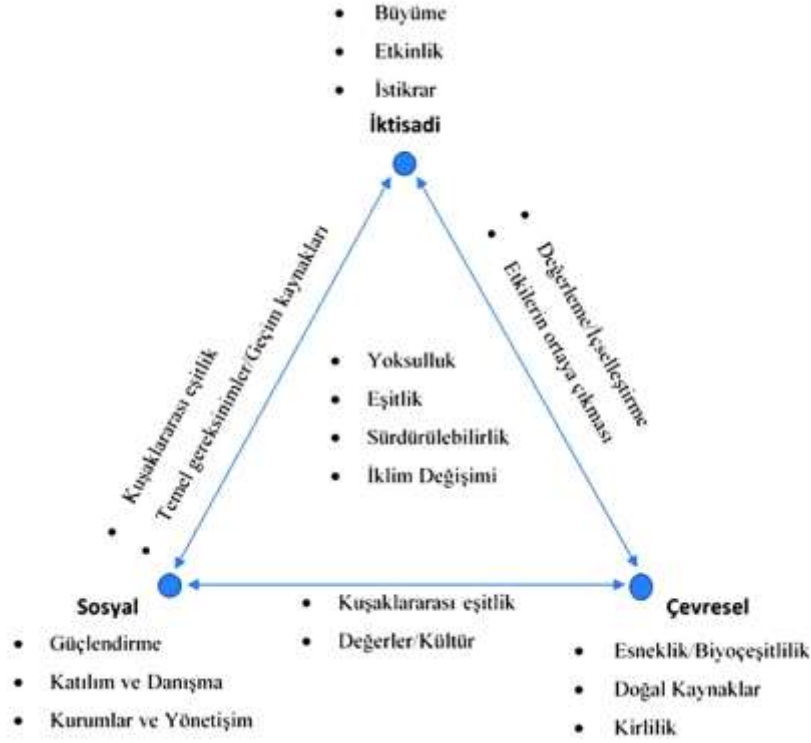 Büyüme
Etkinlik
İstikrar
İktisadi
Kuşaklararası eşitlik
Temel gereksinimler/Geçim kaynakları
Değerleme/İçselleştirme
Etkilerin ortaya çıkması
Yoksulluk
Eşitlik
Sürdürülebilirlik
İklim Değişimi
Sosyal
Güçlendirme
Katılım ve Danışma
Kurumlar ve Yönetişim
Kuşaklararası eşitlik
Değerler/Kültür
Çevresel
Esneklik/Biyoçeşitlilik
Doğal Kaynaklar
Kirlilik